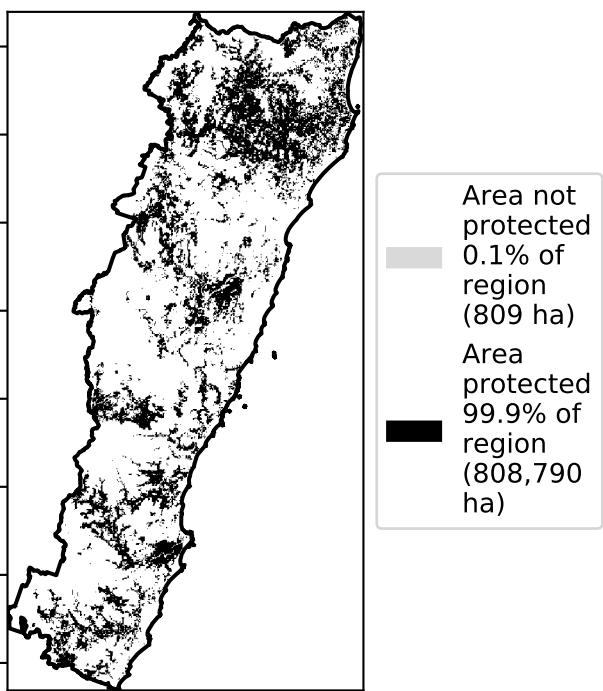 Area not
protected
0.1% of
region
(809 ha)
Area
protected
99.9% of
region
(808,790
ha)